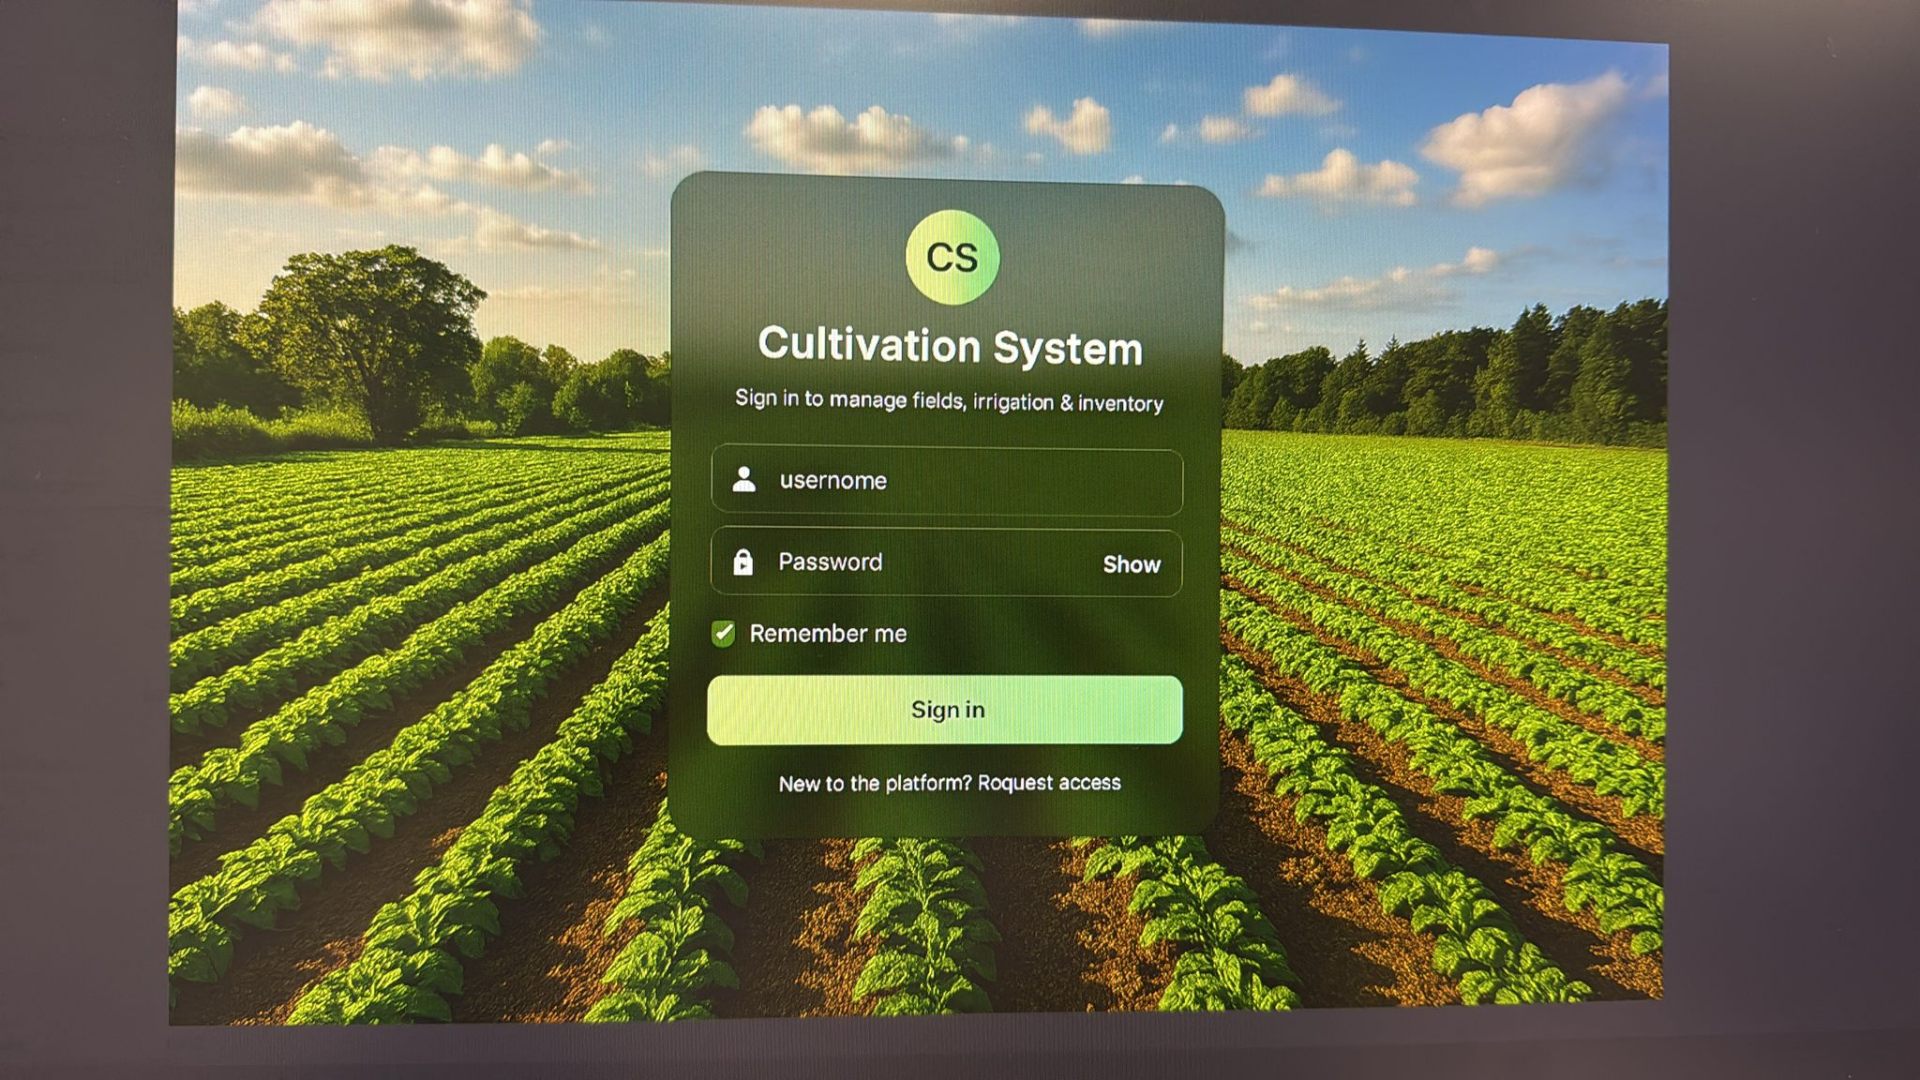 CS
Cultivation System
Sign in to manage fields, irrigation & inventory
usernome
Password Show
Remember me
Sign in
New to the platform? Roquest access